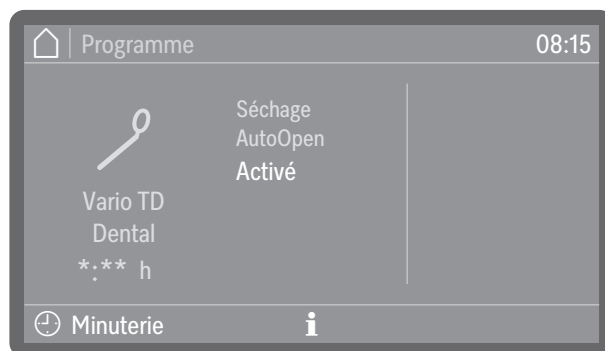 Programme
08:15
Séchage
AutoOpen
Activé
Vario TD
Dental
*:** h
Minuterie
i